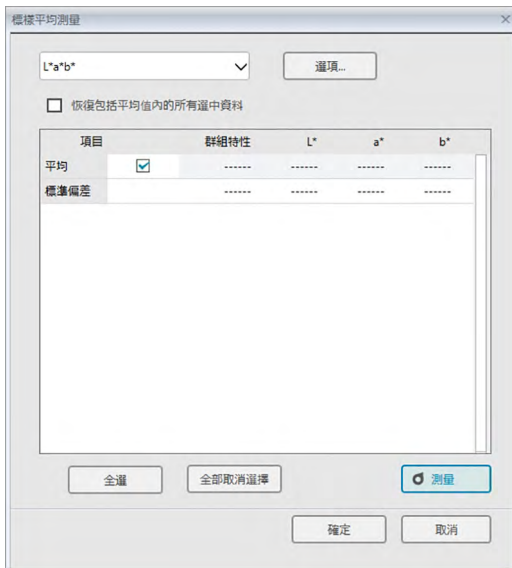 標樣平均測量
L*a*b*
選項...
恢復包括平均值內的所有選中資料
項目 群組特性 L* a* b*
平均 ------ ------ ------ ------
標準偏差 ------ ------ ------ ------
全選 全部取消選擇 測量
確定 取消